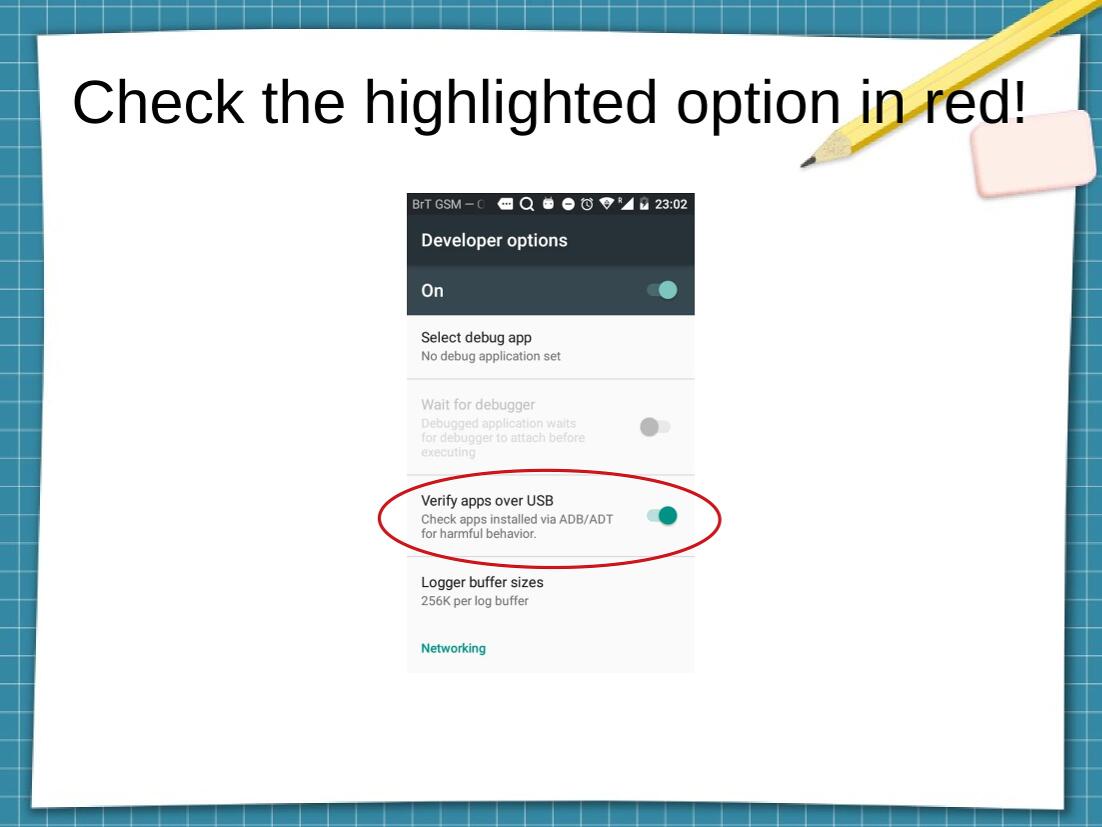 Check the highlighted option in red!
BrT GSM — 23:02
Developer options
On
Select debug app
No debug application set
Wait for debugger
Debugged application waits
for debugger to attach before
executing
Verify apps over USB
Check apps installed via ADB/ADT
for harmful behavior.
Logger buffer sizes
256K per log buffer
Networking